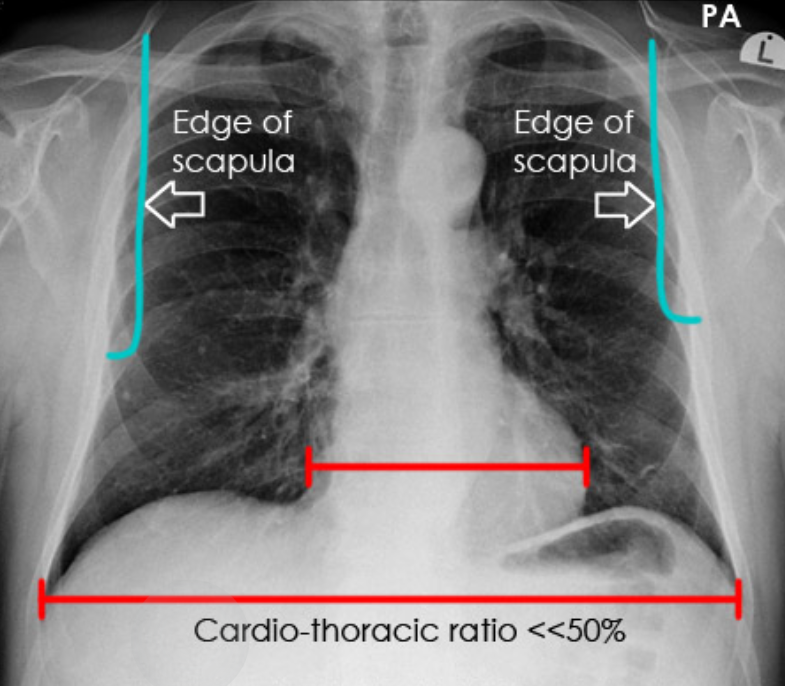 PA
L
Edge of
scapula
Edge of
scapula
Cardio-thoracic ratio <<50%